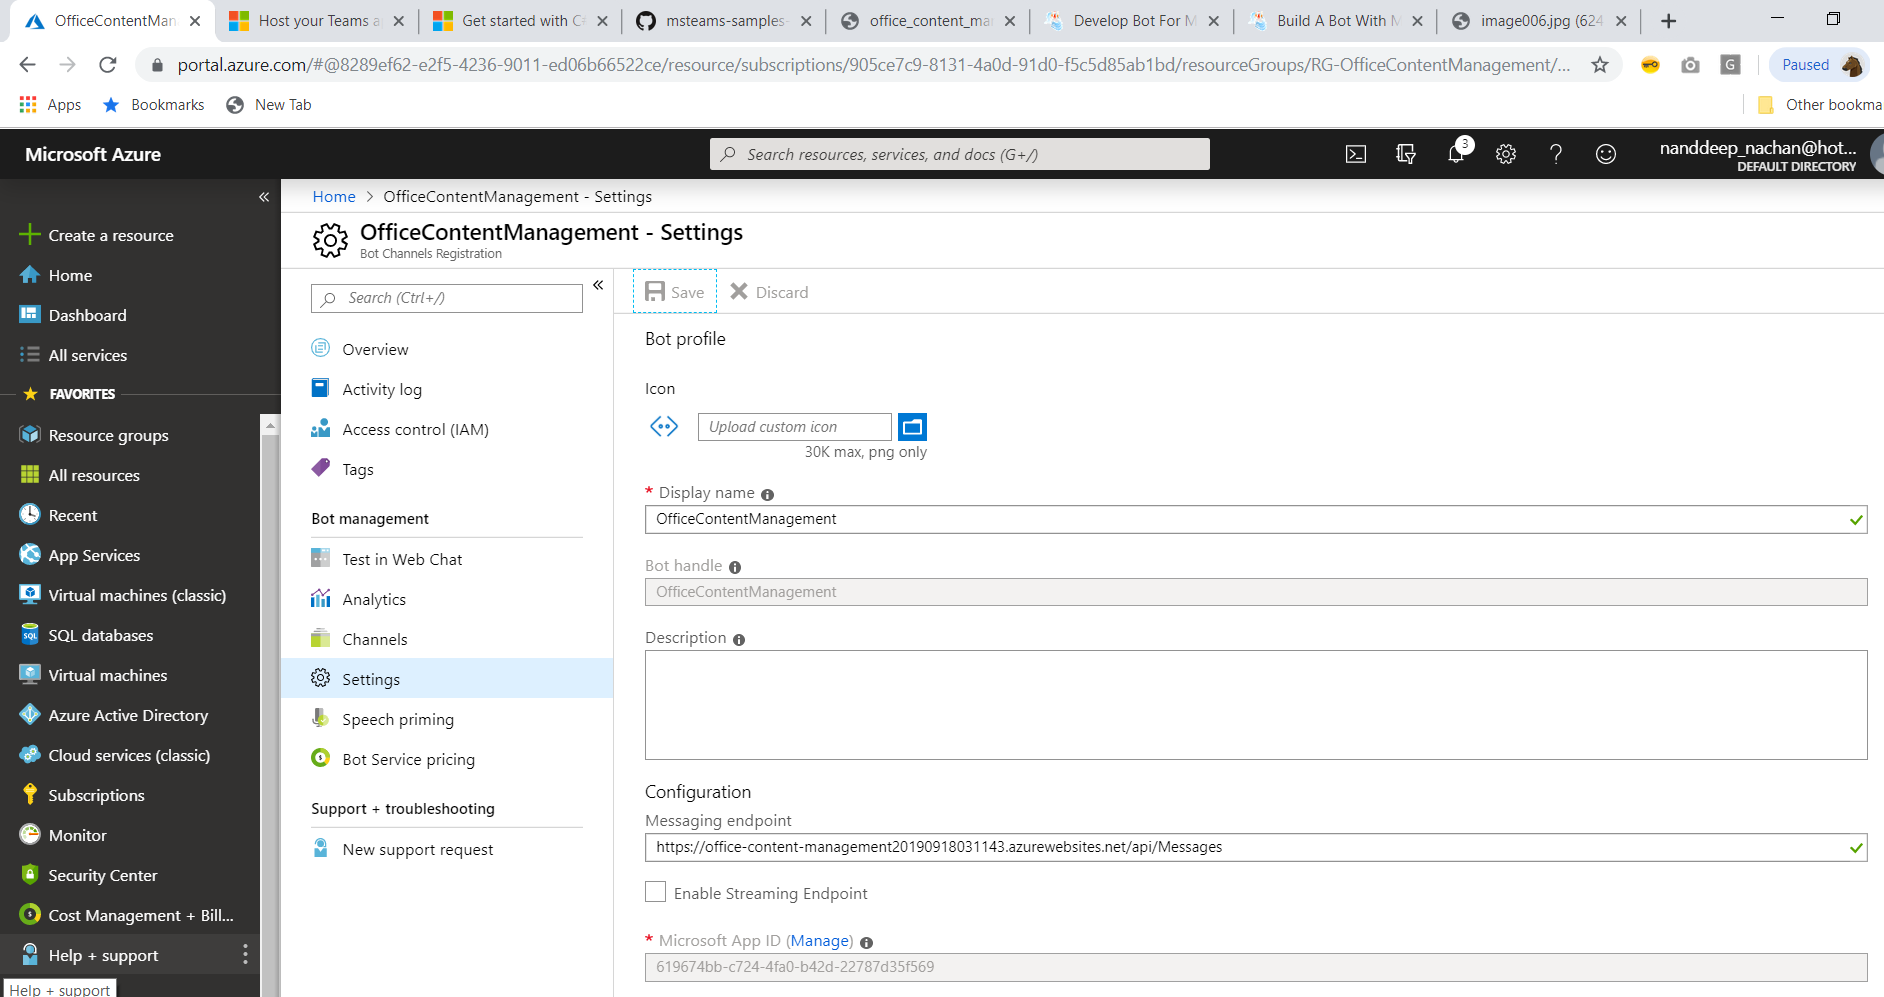 OfficeContentMan
Host your Teams a
Get started with C#
msteams-samples-
office_content_ma
Develop Bot For M
Build A Bot With M
image006.jpg (624
portal.azure.com/#@8289ef62-e2f5-4236-9011-ed06b66522ce/resource/subscriptions/905ce7c9-8131-4a0d-91d0-f5c5d85ab1bd/resourceGroups/RG-OfficeContentManagement/...
G
Paused
Apps
Bookmarks
New Tab
Other bookma
Microsoft Azure
Search resources, services, and docs (G+/)
3
nanddeep_nachan@hot...
DEFAULT DIRECTORY
Home > OfficeContentManagement - Settings
OfficeContentManagement - Settings
Bot Channels Registration
Create a resource
Home
Dashboard
All services
FAVORITES
Resource groups
All resources
Recent
App Services
Virtual machines (classic)
SQL databases
Virtual machines
Azure Active Directory
Cloud services (classic)
Subscriptions
Monitor
Security Center
Cost Management + Bill...
Help + support
Help + support
Search (Ctrl+/)
Overview
Activity log
Access control (IAM)
Tags
Bot management
Test in Web Chat
Analytics
Channels
Settings
Speech priming
Bot Service pricing
Support + troubleshooting
New support request
Save
Discard
Bot profile
Icon
Upload custom icon
30K max, png only
* Display name
OfficeContentManagement
Bot handle
OfficeContentManagement
Description
Configuration
Messaging endpoint
https://office-content-management20190918031143.azurewebsites.net/api/Messages
Enable Streaming Endpoint
* Microsoft App ID (Manage)
619674bb-c724-4fa0-b42d-22787d35f569